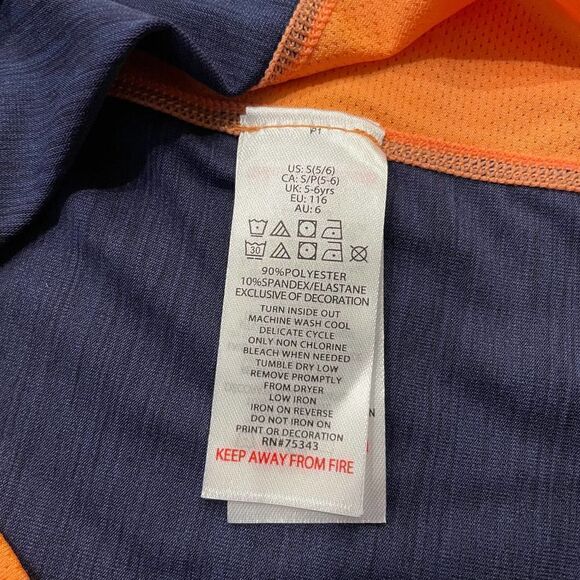 US: S(5/6)
CA: S/P(5-6)
UK: 5-6yrs
EU: 116
AU: 6
30
90%POLYESTER
10%SPANDEX/ELASTANE
EXCLUSIVE OF DECORATION
TURN INSIDE OUT
MACHINE WASH COOL
DELICATE CYCLE
ONLY NON CHLORINE
BLEACH WHEN NEEDED
TUMBLE DRY LOW
REMOVE PROMPTLY
FROM DRYER
LOW IRON
IRON ON REVERSE
DO NOT IRON ON
PRINT OR DECORATION
RN#75343
KEEP AWAY FROM FIRE